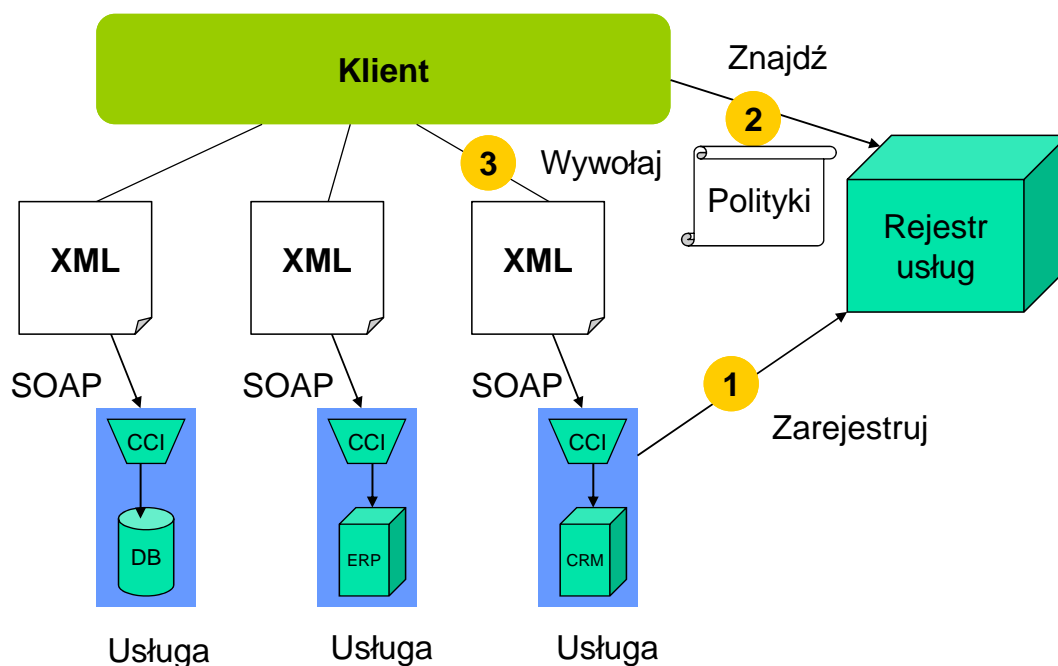 Klient
Znajdź
2
3
Wywołaj
Polityki
Rejestr
usług
XML
XML
XML
SOAP
SOAP
SOAP
1
Zarejestruj
CCI
CCI
CCI
DB
ERP
CRM
Usługa
Usługa
Usługa